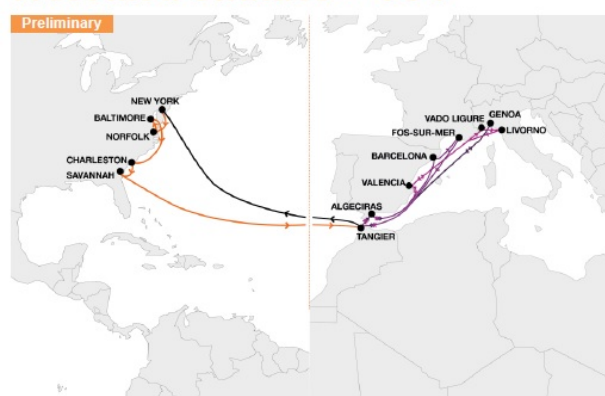 Preliminary
NEW YORK
BALTIMORE
NORFOLK
CHARLESTON
SAVANNAH
VADO LIGURE
GENOA
FOS-SUR-MER
LIVORNO
BARCELONA
VALENCIA
ALGECIRAS
TANGIER